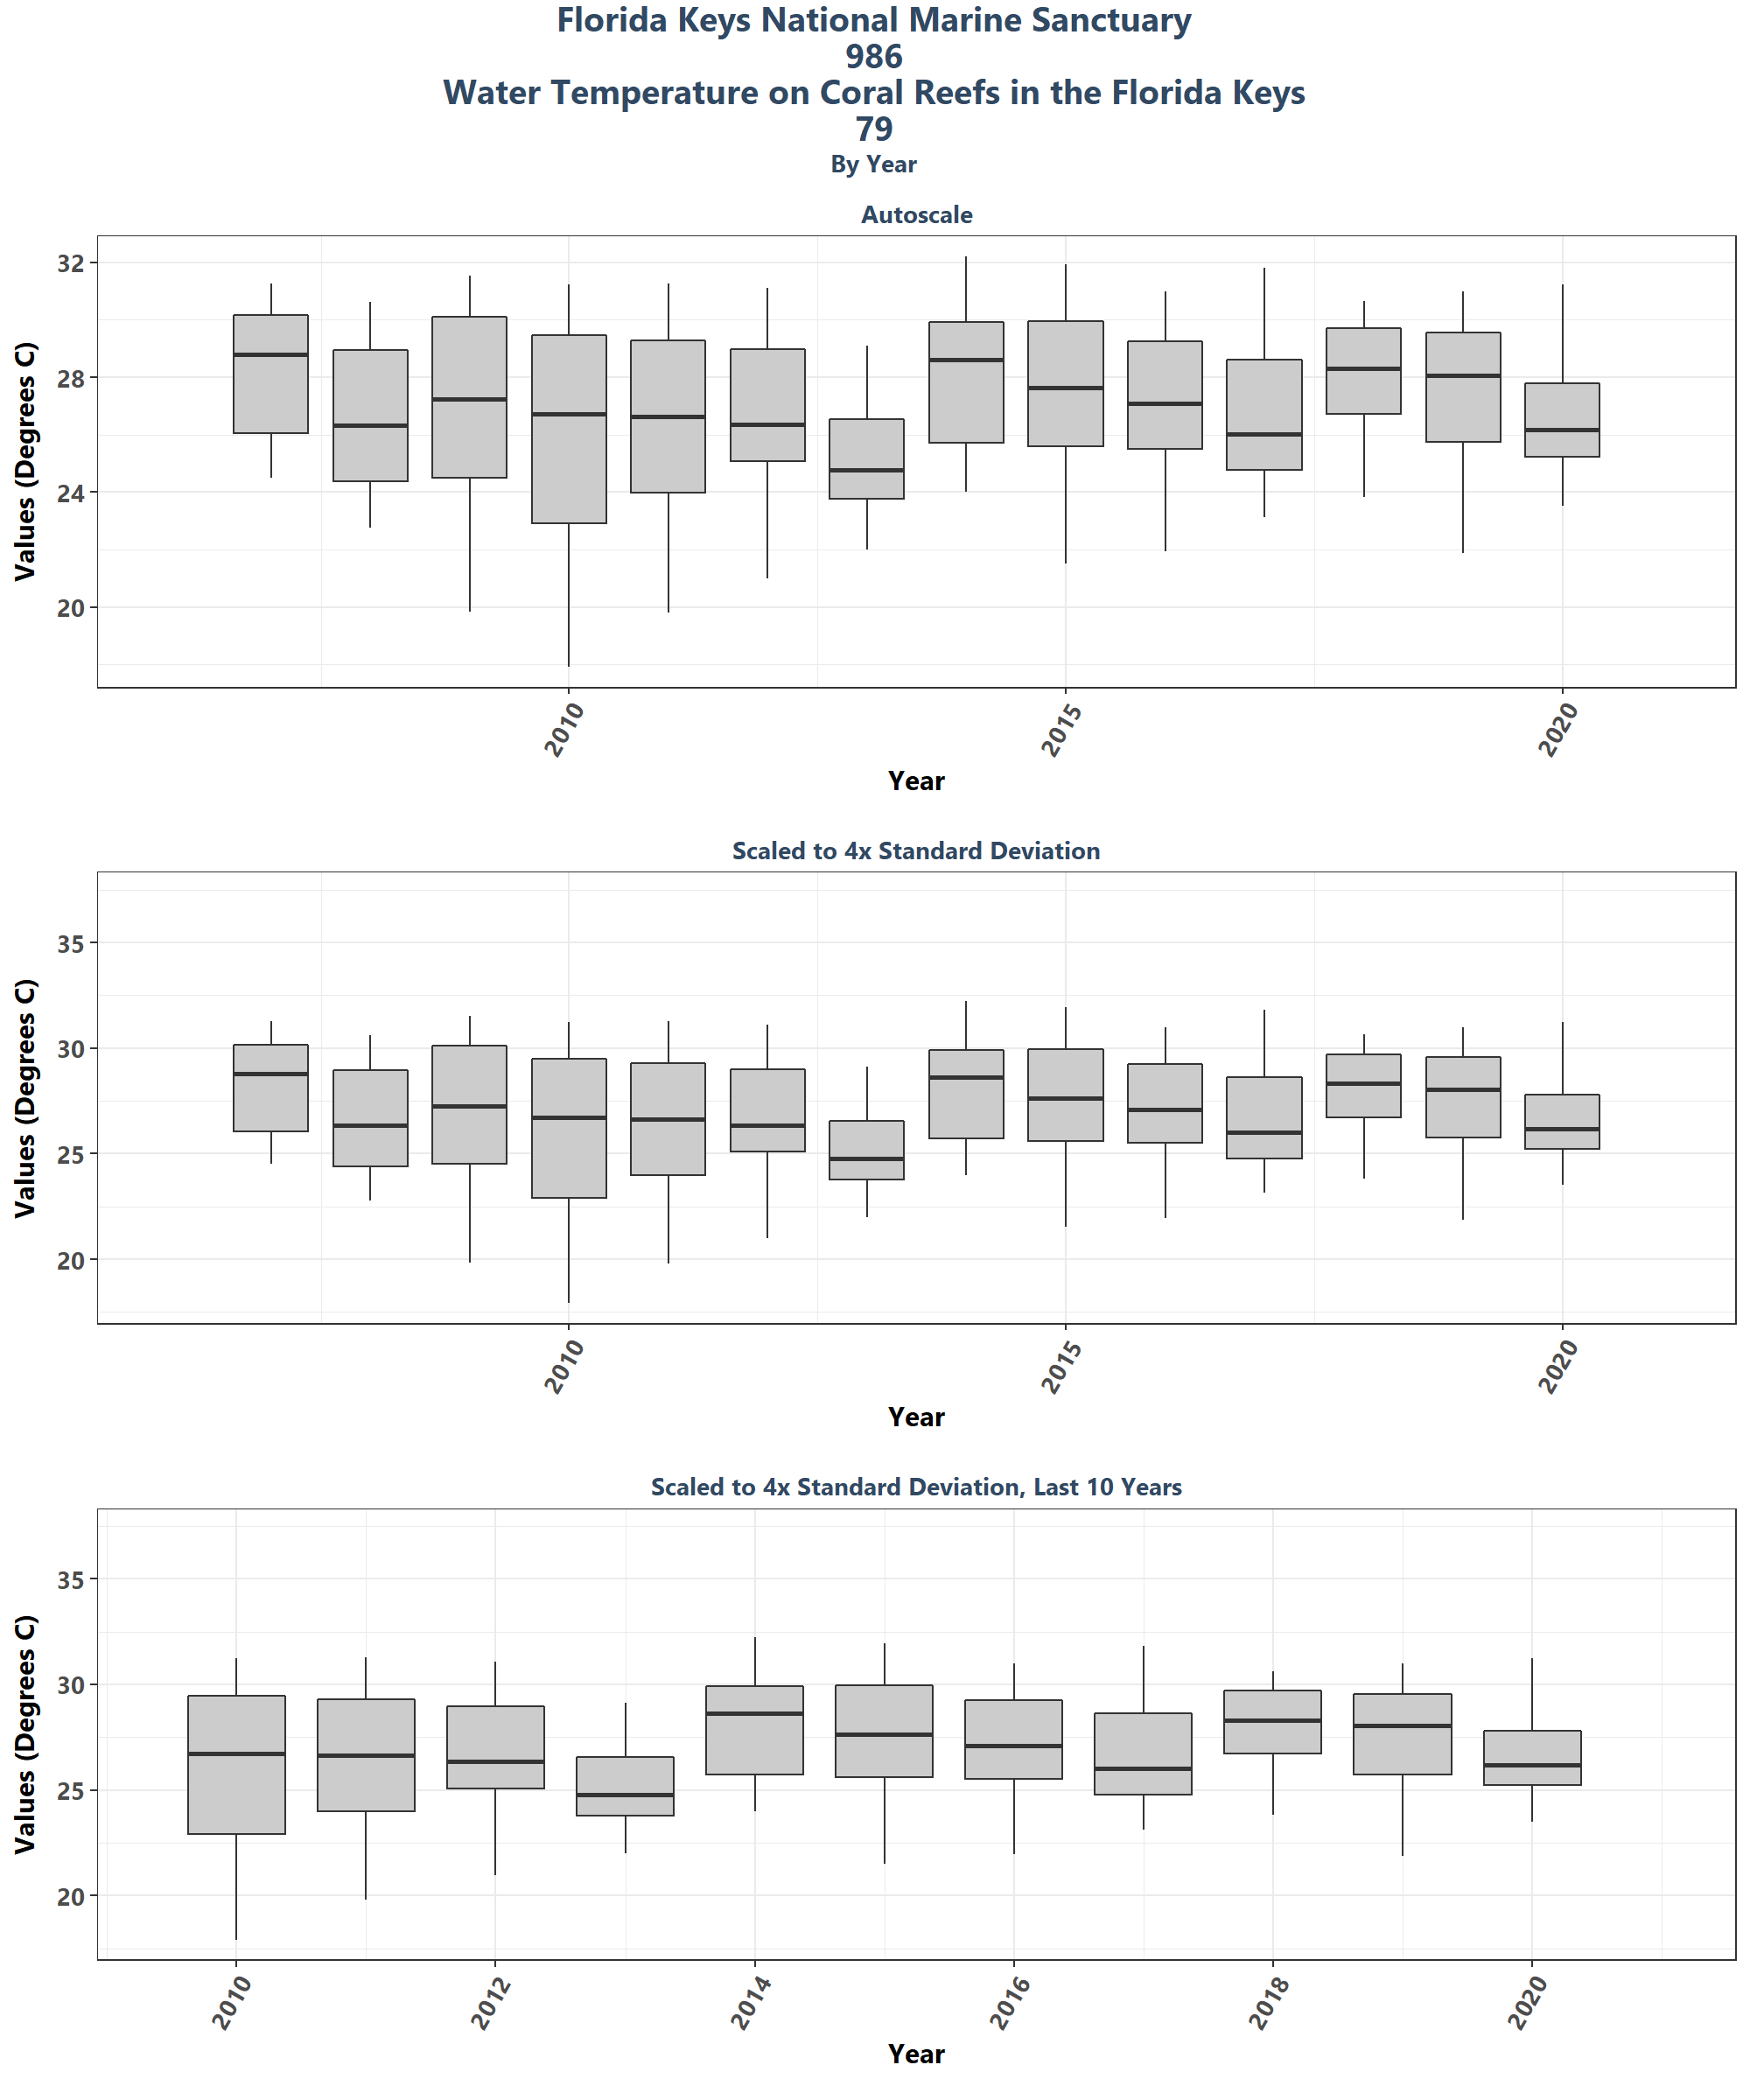 Florida Keys National Marine Sanctuary
986
Water Temperature on Coral Reefs in the Florida Keys
79
By Year
Autoscale
Values (Degrees C)
32
28
24
20
2010
2015
2020
Year
Scaled to 4x Standard Deviation
Values (Degrees C)
35
30
25
20
2010
2015
2020
Year
Scaled to 4x Standard Deviation, Last 10 Years
Values (Degrees C)
35
30
25
20
2010
2012
2014
2016
2018
2020
Year